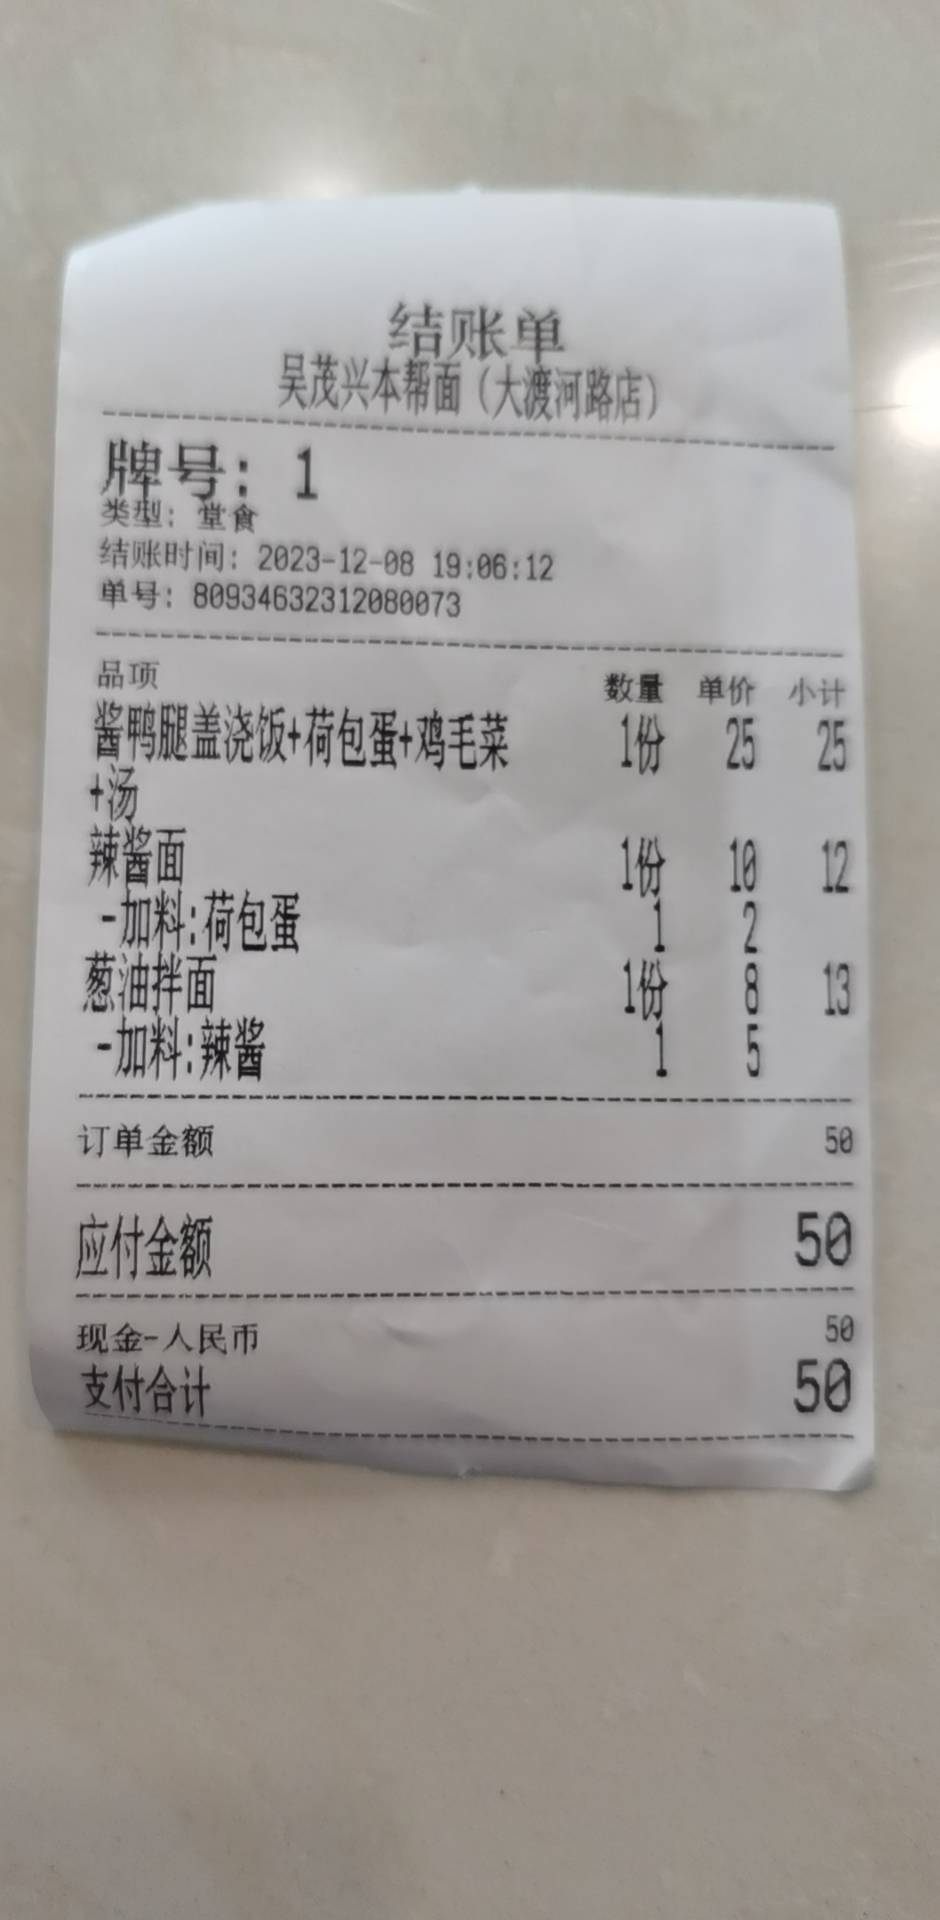 结账单
吴茂兴本帮面（大渡河路店）
牌号: 1
类型: 堂食
结账时间: 2023-12-08 19:06:12
单号: 80934632312080073
品项 数量 单价 小计
酱鸭腿盖浇饭+荷包蛋+鸡毛菜 1份 25 25
+汤
辣酱面 1份 10 12
-加料:荷包蛋 1 2
葱油拌面 1份 8 13
-加料:辣酱 1 5
订单金额 50
应付金额 50
现金-人民币 50
支付合计 50